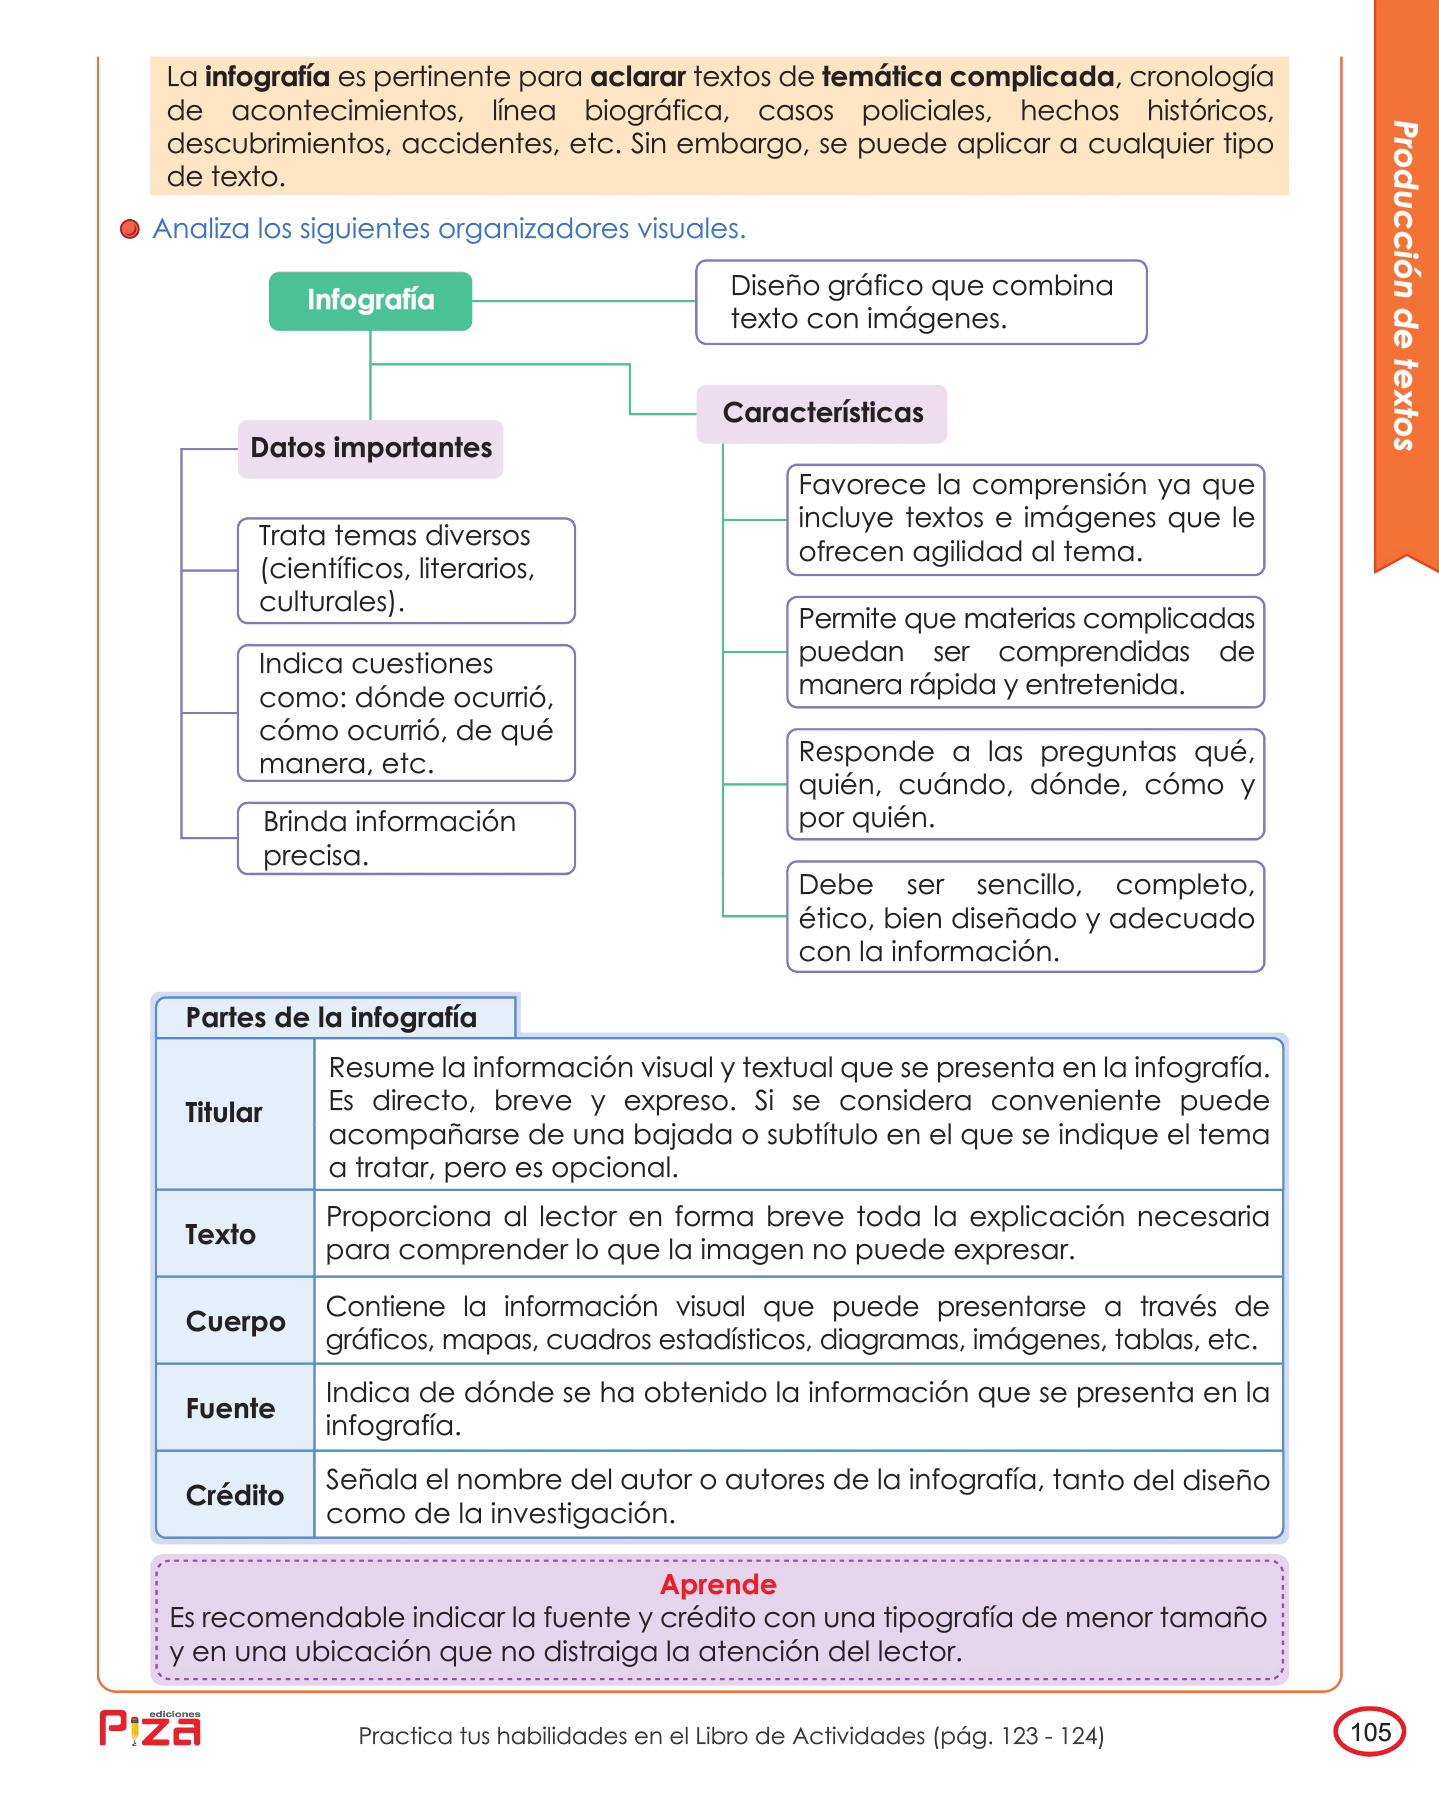 La infografía es pertinente para aclarar textos de temática complicada, cronología
de acontecimientos, línea biográfica, casos policiales, hechos históricos,
descubrimientos, accidentes, etc. Sin embargo, se puede aplicar a cualquier tipo
de texto.
Producción de textos
Analiza los siguientes organizadores visuales.
Infografía
Diseño gráfico que combina
texto con imágenes.
Datos importantes
Trata temas diversos
(científicos, literarios,
culturales).
Indica cuestiones
como: dónde ocurrió,
cómo ocurrió, de qué
manera, etc.
Brinda información
precisa.
Características
Favorece la comprensión ya que
incluye textos e imágenes que le
ofrecen agilidad al tema.
Permite que materias complicadas
puedan ser comprendidas de
manera rápida y entretenida.
Responde a las preguntas qué,
quién, cuándo, dónde, cómo y
por quién.
Debe ser sencillo, completo,
ético, bien diseñado y adecuado
con la información.
Partes de la infografía
Titular
Resume la información visual y textual que se presenta en la infografía.
Es directo, breve y expreso. Si se considera conveniente puede
acompañarse de una bajada o subtítulo en el que se indique el tema
a tratar, pero es opcional.
Texto
Proporciona al lector en forma breve toda la explicación necesaria
para comprender lo que la imagen no puede expresar.
Cuerpo
Contiene la información visual que puede presentarse a través de
gráficos, mapas, cuadros estadísticos, diagramas, imágenes, tablas, etc.
Fuente
Indica de dónde se ha obtenido la información que se presenta en la
infografía.
Crédito
Señala el nombre del autor o autores de la infografía, tanto del diseño
como de la investigación.
Aprende
Es recomendable indicar la fuente y crédito con una tipografía de menor tamaño
y en una ubicación que no distraiga la atención del lector.
ediciones
Piza
Practica tus habilidades en el Libro de Actividades (pág. 123 - 124)
105